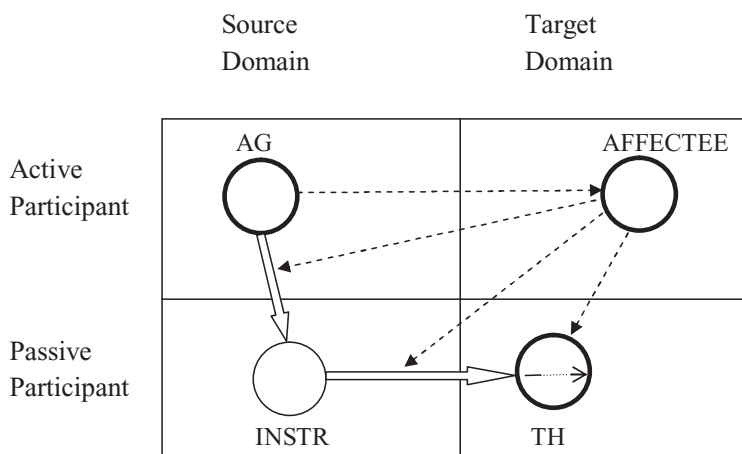 Source
Domain
Target
Domain
Active
Participant
AG
AFFECTEE
Passive
Participant
INSTR
TH